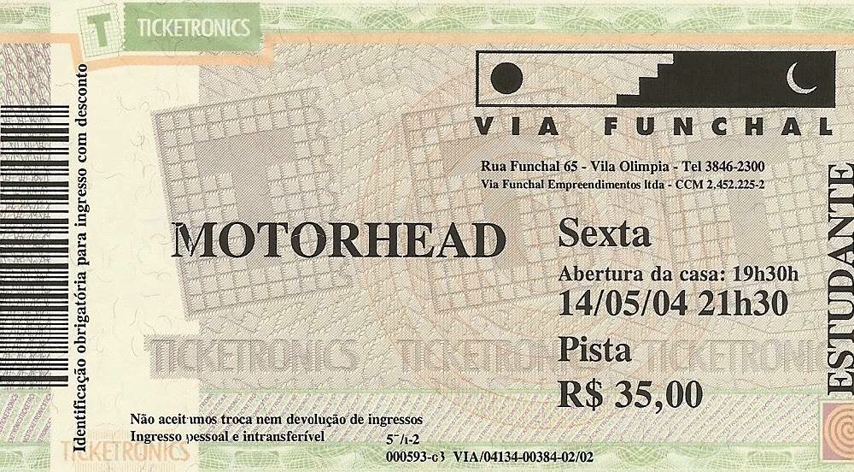 TICKETRONICS
Identificação obrigatória para ingresso com desconto
VIA FUNCHAL
Rua Funchal 65 - Vila Olimpia - Tel 3846-2300
Via Funchal Empreendimentos ltda - CCM 2,452.225-2
MOTORHEAD
Sexta
Abertura da casa: 19h30h
14/05/04 21h30
Pista
R$ 35,00
ESTUDANTE
TICKETRONICS TICKETRONICS TICKETRONIC
Não aceitamos troca nem devolução de ingressos
Ingresso pessoal e intransferível
VIA/04134-00384-02/02
TICKETRONICS